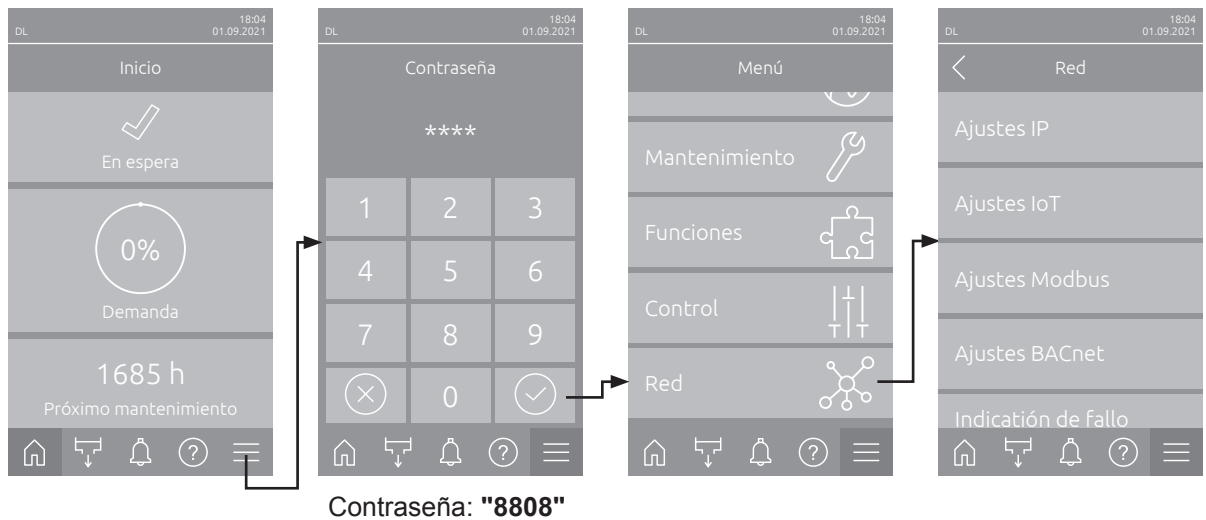 18:04
DL 01.09.2021
Inicio
En espera
0%
Demanda
1685 h
Próximo mantenimiento
18:04
DL 01.09.2021
Contraseña
****
1 2 3
4 5 6
7 8 9
0
Contraseña: "8808"
18:04
DL 01.09.2021
Menú
Mantenimiento
Funciones
Control
Red
18:04
DL 01.09.2021
Red
Ajustes IP
Ajustes IoT
Ajustes Modbus
Ajustes BACnet
Indicatión de fallo